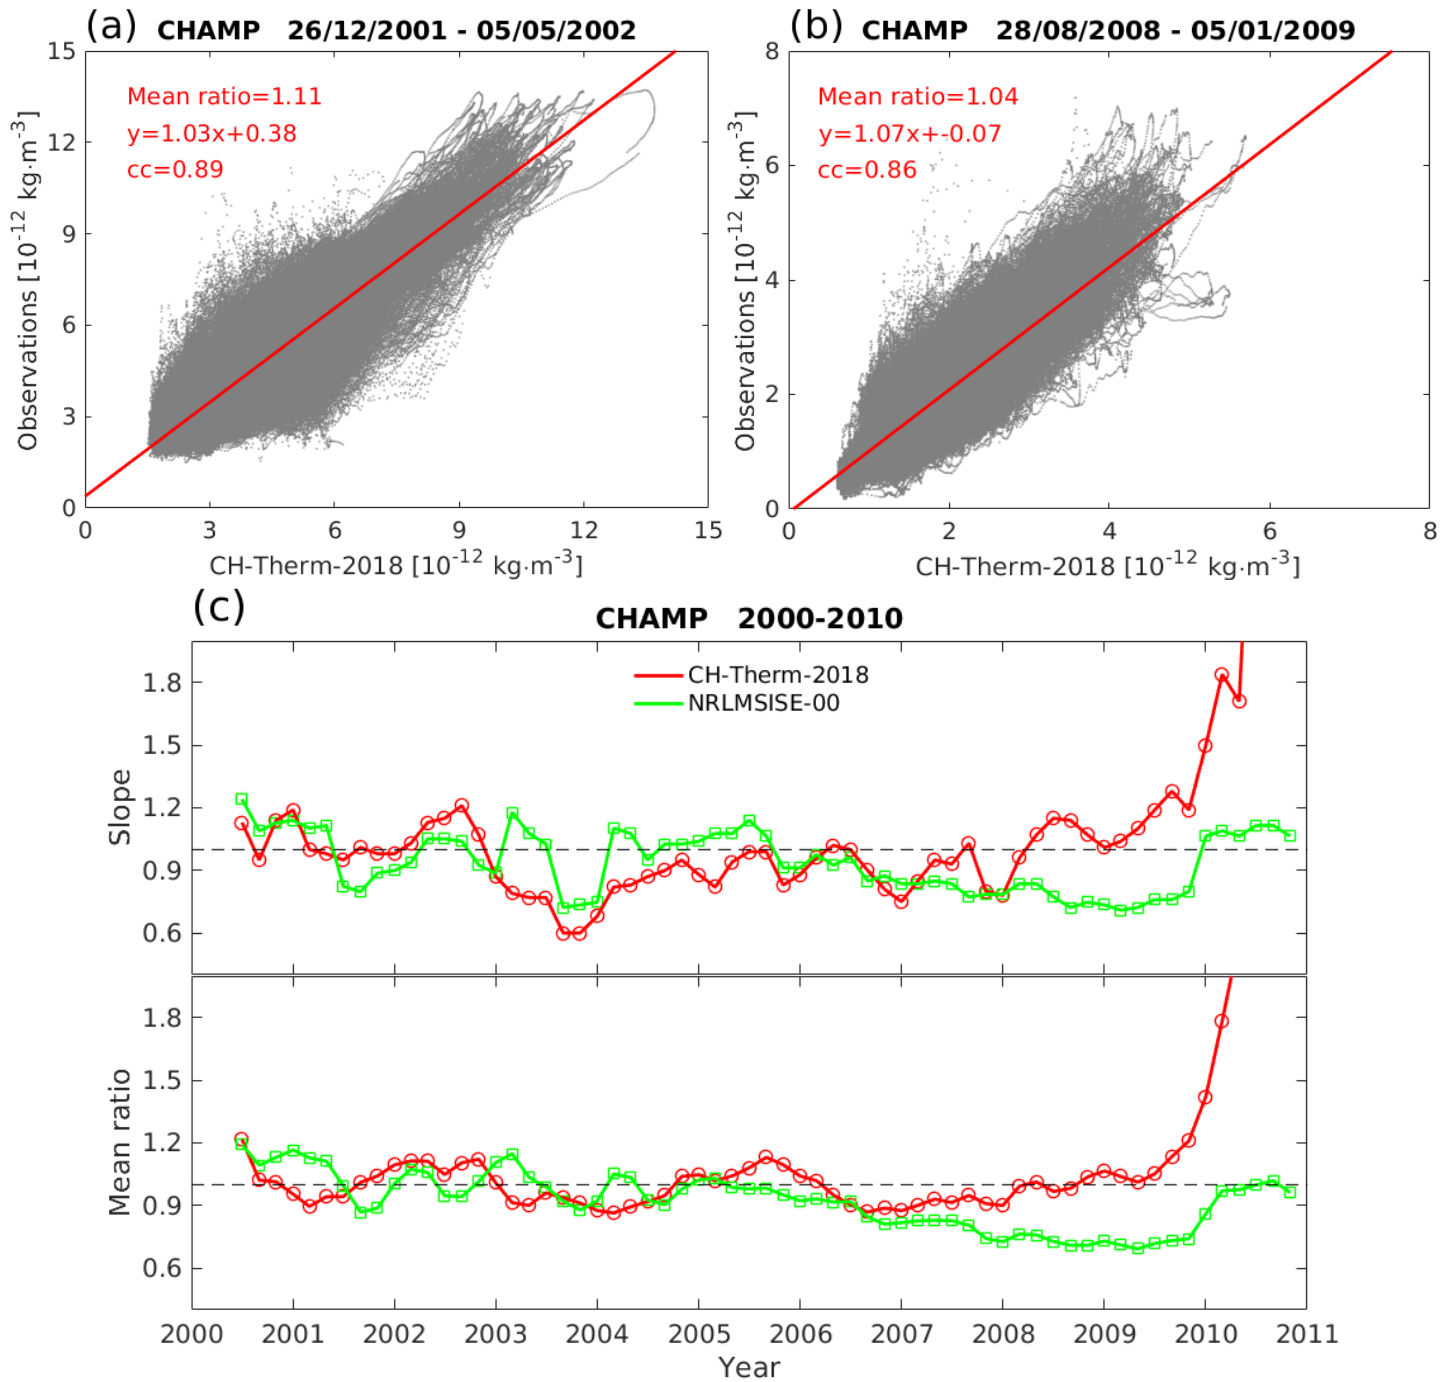 (a) CHAMP 26/12/2001 - 05/05/2002
15
12
9
6
3
0
Observations [10^-12 kg·m^-3]
Mean ratio=1.11
y=1.03x+0.38
cc=0.89
0 3 6 9 12 15
CH-Therm-2018 [10^-12 kg·m^-3]
(b) CHAMP 28/08/2008 - 05/01/2009
8
6
4
2
0
Observations [10^-12 kg·m^-3]
Mean ratio=1.04
y=1.07x+-0.07
cc=0.86
0 2 4 6 8
CH-Therm-2018 [10^-12 kg·m^-3]
(c) CHAMP 2000-2010
CH-Therm-2018
NRLMSISE-00
1.8
1.5
1.2
0.9
0.6
Slope
1.8
1.5
1.2
0.9
0.6
Mean ratio
2000 2001 2002 2003 2004 2005 2006 2007 2008 2009 2010 2011
Year